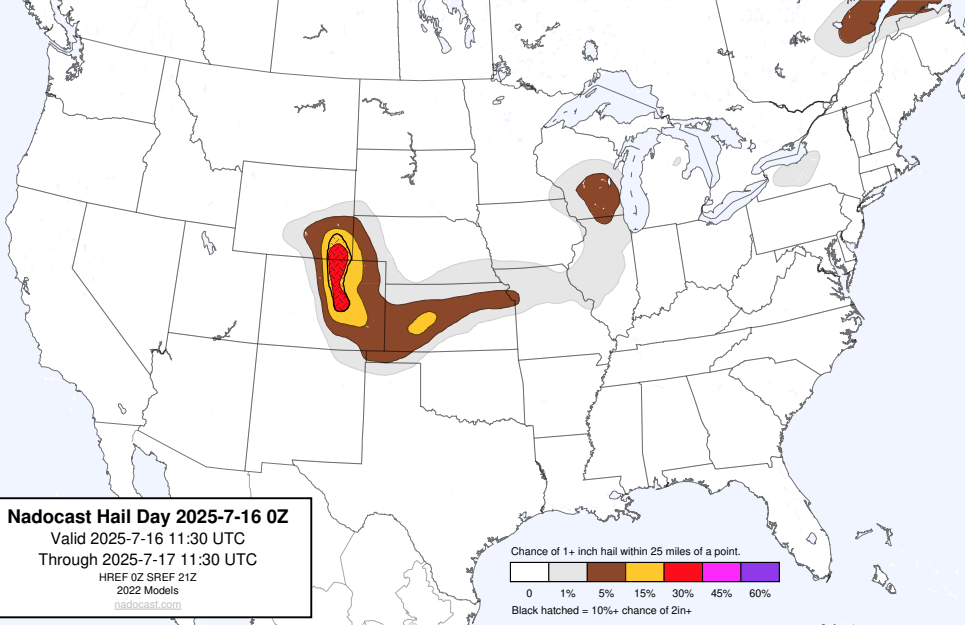 Nadocast Hail Day 2025-7-16 0Z
Valid 2025-7-16 11:30 UTC
Through 2025-7-17 11:30 UTC
HREF 0Z SREF 21Z
2022 Models
nadocast.com
Chance of 1+ inch hail within 25 miles of a point.
0 1% 5% 15% 30% 45% 60%
Black hatched = 10%+ chance of 2in+